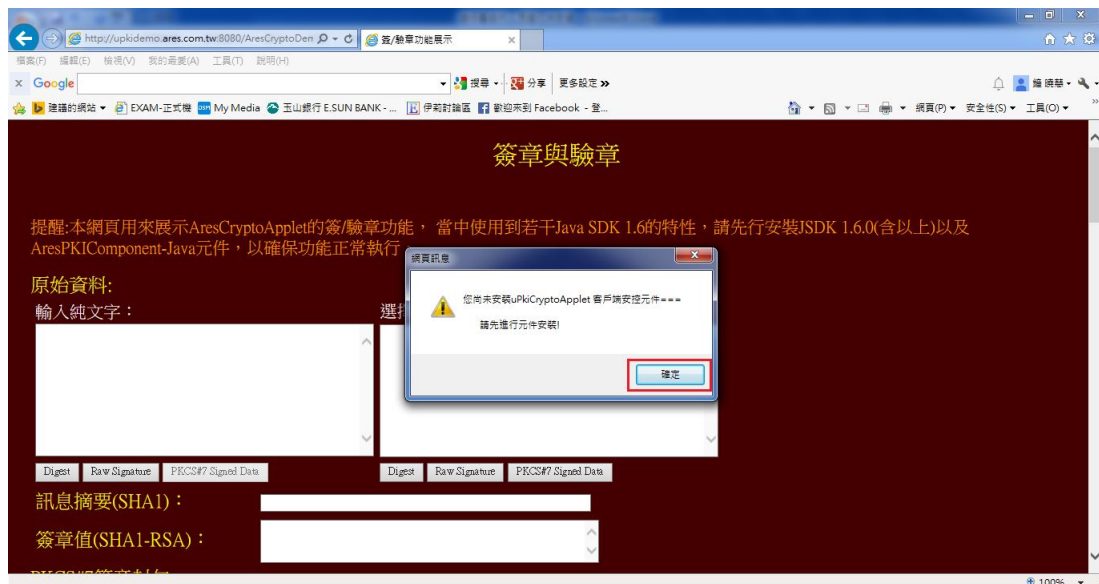 http://upkidemo.ares.com.tw:8080/AresCryptoDen
簽/驗章功能展示
檔案(F) 編輯(E) 檢視(V) 我的最愛(A) 工具(T) 說明(H)
x Google 搜尋 分享 更多設定 »
鐘曉華
建議的網站 EXAM-正式機 My Media 玉山銀行 E.SUN BANK - ... 伊莉討論區 歡迎來到 Facebook - 登... 網頁(P) 安全性(S) 工具(O) »
簽章與驗章
提醒:本網頁用來展示AresCryptoApplet的簽/驗章功能, 當中使用到若干Java SDK 1.6的特性,請先行安裝JSDK 1.6.0(含以上)以及
AresPKIComponent-Java元件,以確保功能正常執行
網頁訊息
您尚未安裝uPkiCryptoApplet 客戶端安控元件===
請先進行元件安裝!
確定
原始資料:
輸入純文字:
選擇
Digest Raw Signature PKCS#7 Signed Data
Digest Raw Signature PKCS#7 Signed Data
訊息摘要(SHA1):
簽章值(SHA1-RSA):
PKCS#7簽章封包
100%